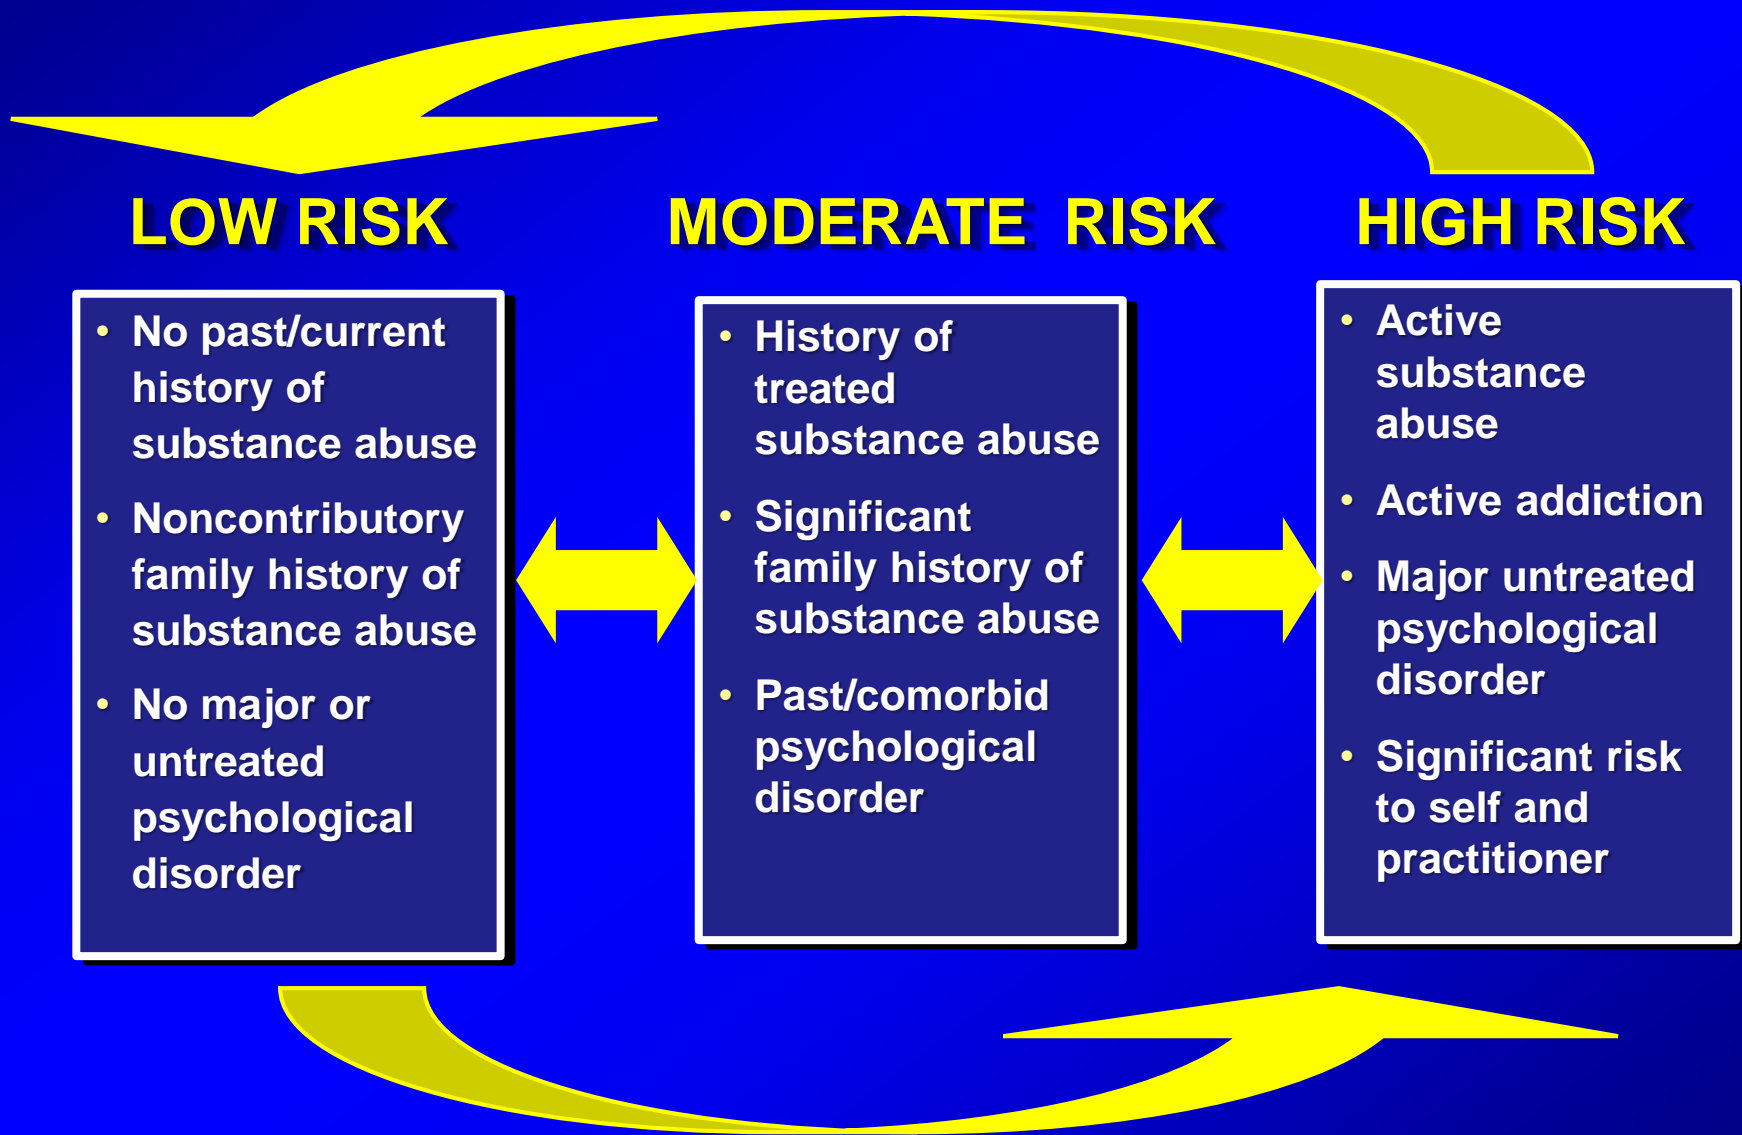 LOW RISK
MODERATE RISK
HIGH RISK
• No past/current
history of
substance abuse
• Noncontributory
family history of
substance abuse
• No major or
untreated
psychological
disorder
• History of
treated
substance abuse
• Significant
family history of
substance abuse
• Past/comorbid
psychological
disorder
• Active
substance
abuse
• Active addiction
• Major untreated
psychological
disorder
• Significant risk
to self and
practitioner